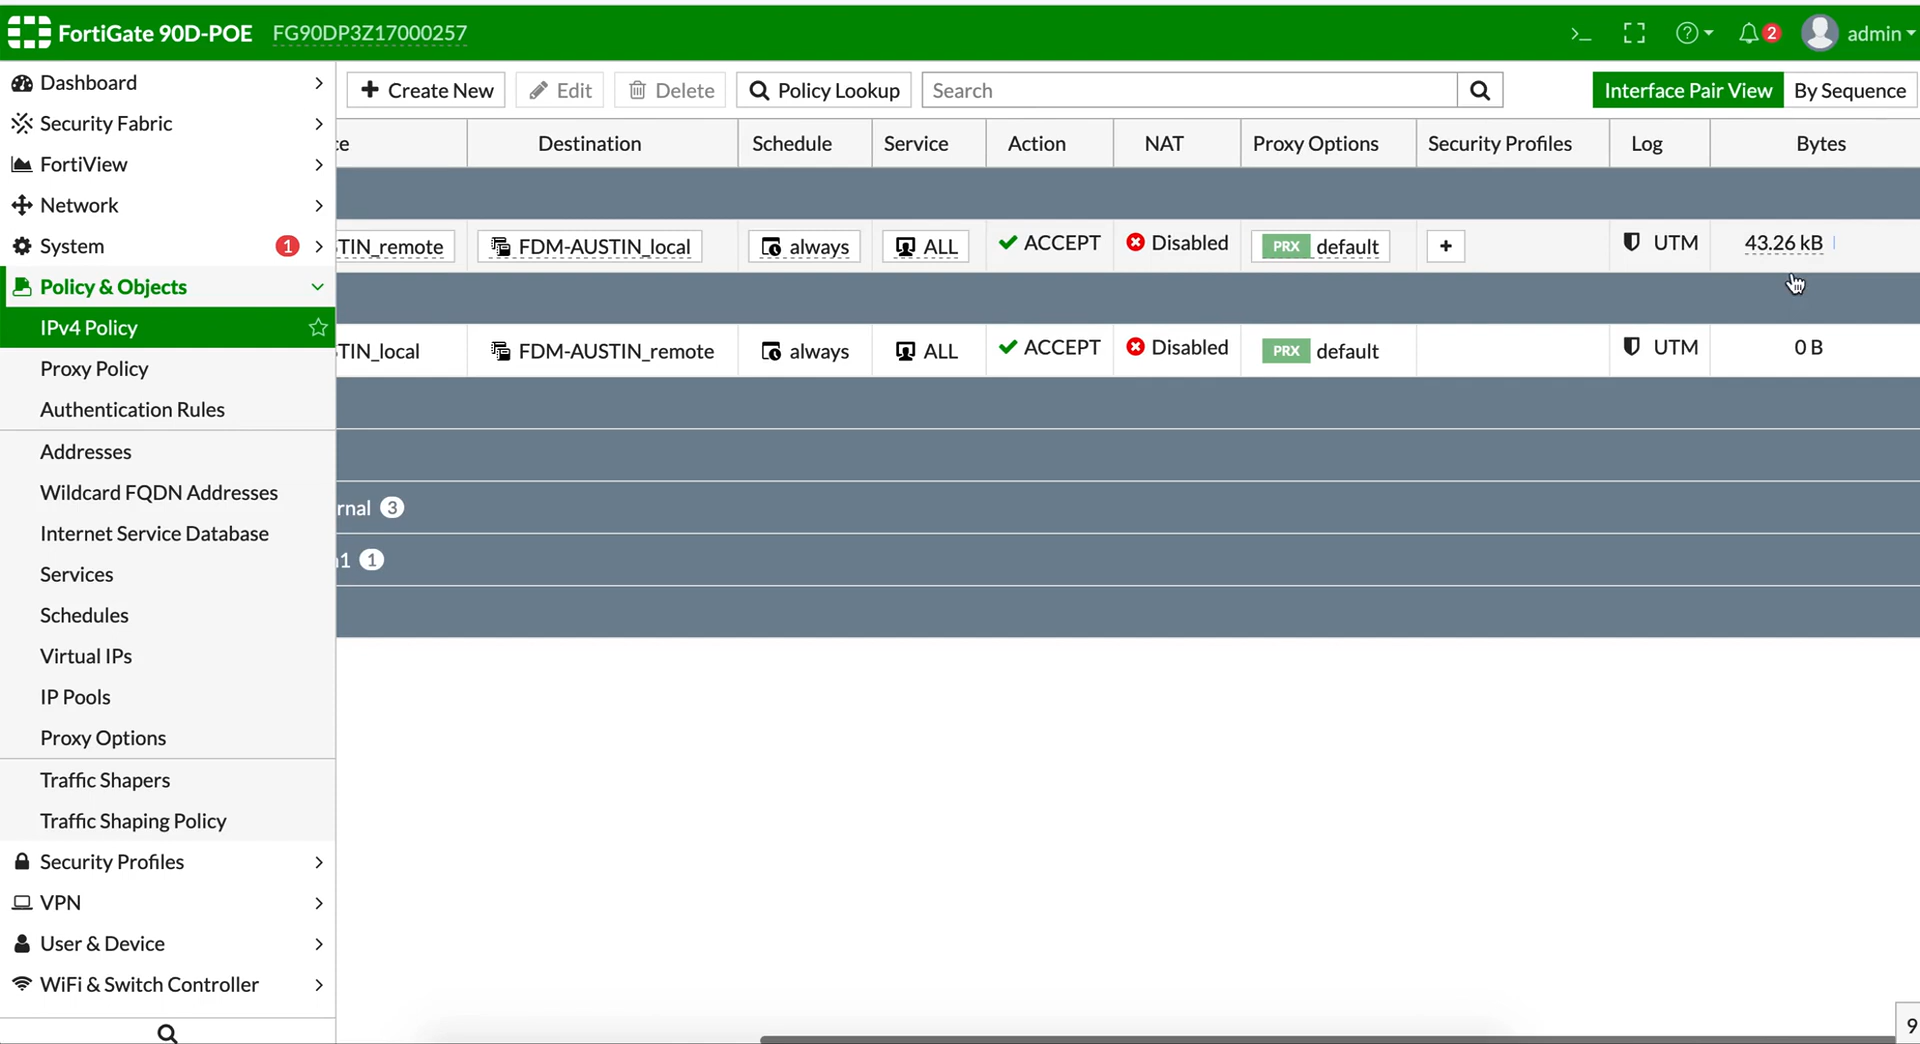 FortiGate 90D-POE FG90DP3Z17000257 >_ ? 2 admin
Dashboard
Security Fabric
FortiView
Network
System 1
Policy & Objects
IPv4 Policy
Proxy Policy
Authentication Rules
Addresses
Wildcard FQDN Addresses
Internet Service Database
Services
Schedules
Virtual IPs
IP Pools
Proxy Options
Traffic Shapers
Traffic Shaping Policy
Security Profiles
VPN
User & Device
WiFi & Switch Controller
+ Create New Edit Delete Policy Lookup Search Interface Pair View By Sequence
ce Destination Schedule Service Action NAT Proxy Options Security Profiles Log Bytes
TIN_remote FDM-AUSTIN_local always ALL ACCEPT Disabled PRX default + UTM 43.26 kB
TIN_local FDM-AUSTIN_remote always ALL ACCEPT Disabled PRX default UTM 0 B
rnal 3
1 1
9